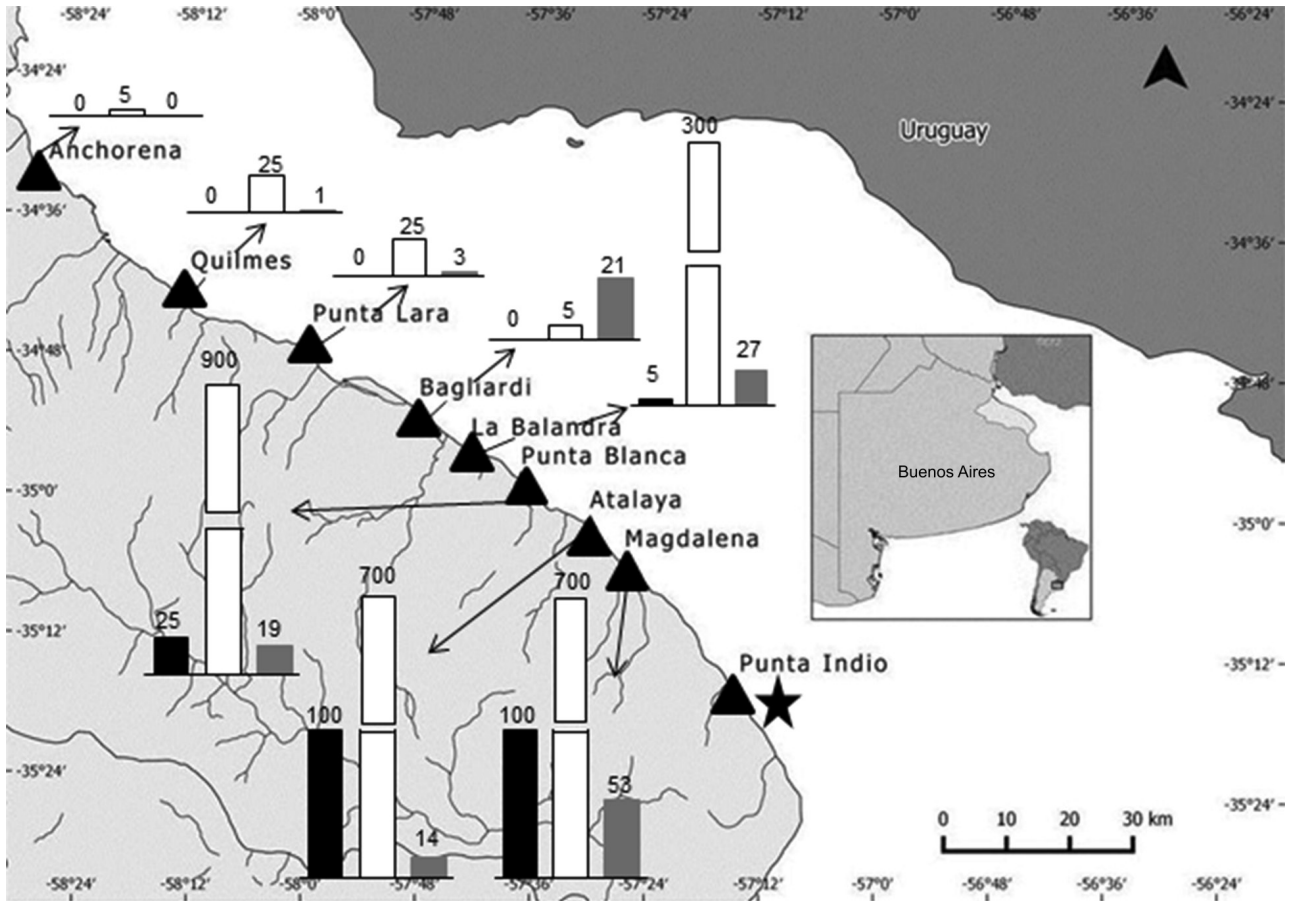 -58°24' -58°12' -58°0' -57°48' -57°36' -57°24' -57°12' -57°0' -56°48' -56°36' -56°24'
-34°24'
-34°24'
0 5 0
Anchorena
300
Uruguay
25
0 1
-34°36'
-34°36'
Quilmes
25
0 3
21
0 5
Punta Lara
-34°48'
-34°48'
900
5 27
Bagliardi
La Balandra
Punta Blanca
Buenos Aires
-35°0'
-35°0'
Atalaya
Magdalena
700 700
25 19
-35°12'
-35°12'
Punta Indio
100 100
-35°24'
-35°24'
53
14
0 10 20 30 km
-58°24' -58°12' -58°0' -57°48' -57°36' -57°24' -57°12' -57°0' -56°48' -56°36' -56°24'